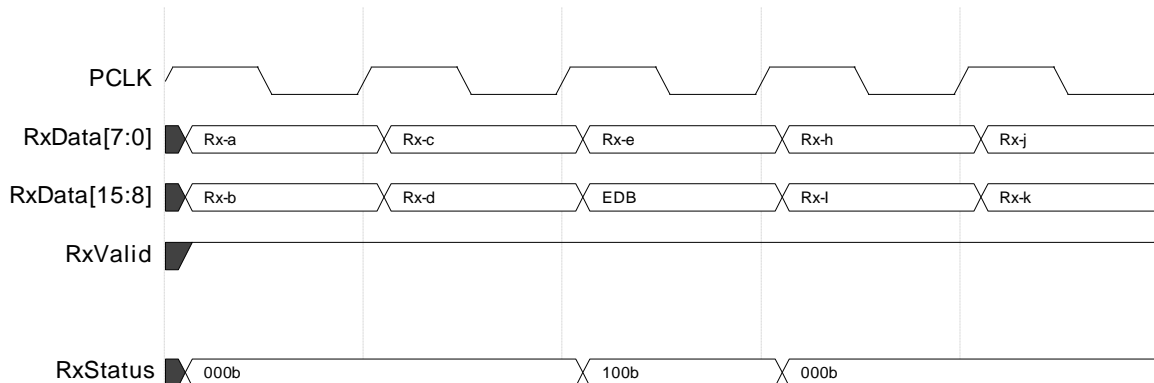 PCLK
RxData[7:0] Rx-a Rx-c Rx-e Rx-h Rx-j
RxData[15:8] Rx-b Rx-d EDB Rx-I Rx-k
RxValid
RxStatus 000b 100b 000b